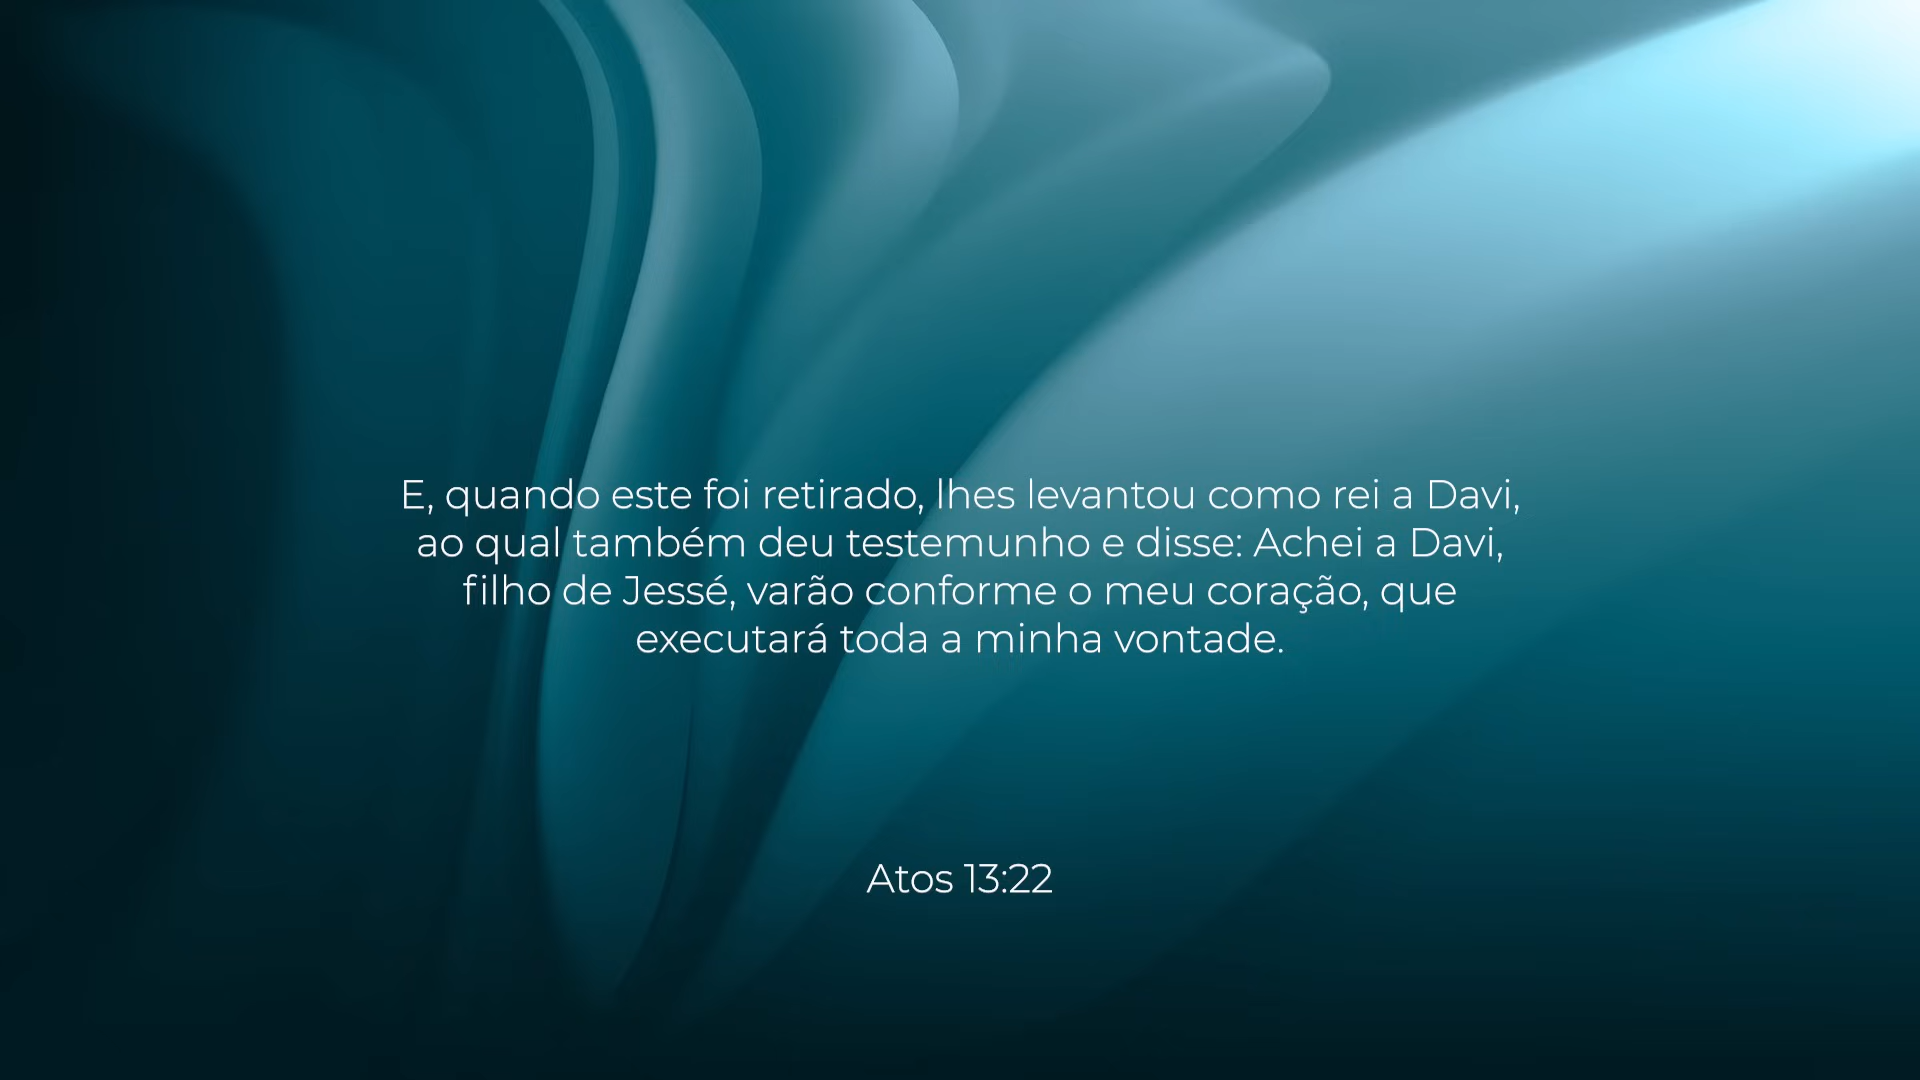 E, quando este foi retirado, lhes levantou como rei a Davi,
ao qual também deu testemunho e disse: Achei a Davi,
filho de Jessé, varão conforme o meu coração, que
executará toda a minha vontade.
Atos 13:22